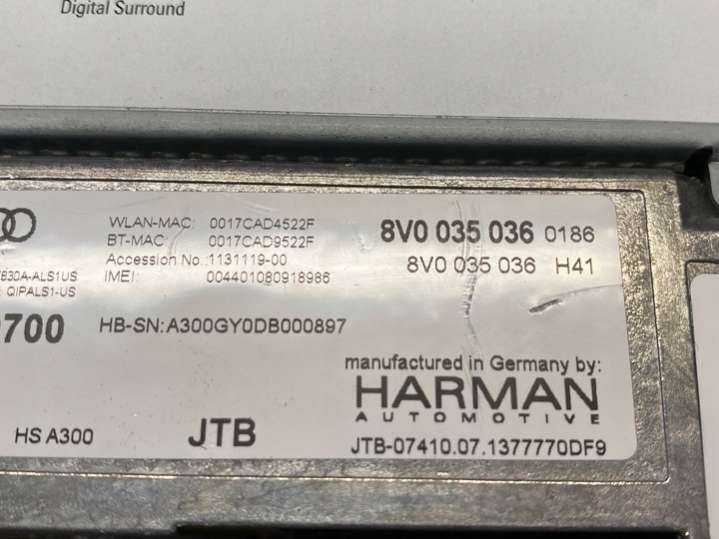 Digital Surround
WLAN-MAC: 0017CAD4522F
BT-MAC: 0017CAD9522F
Accession No.:1131119-00
IMEI: 004401080918986
8V0 035 036 0186
8V0 035 036 H41
B30A-ALS1US
QIPALS1-US
700
HB-SN:A300GY0DB000897
manufactured in Germany by:
HARMAN
AUTOMOTIVE
HS A300
JTB
JTB-07410.07.1377770DF9